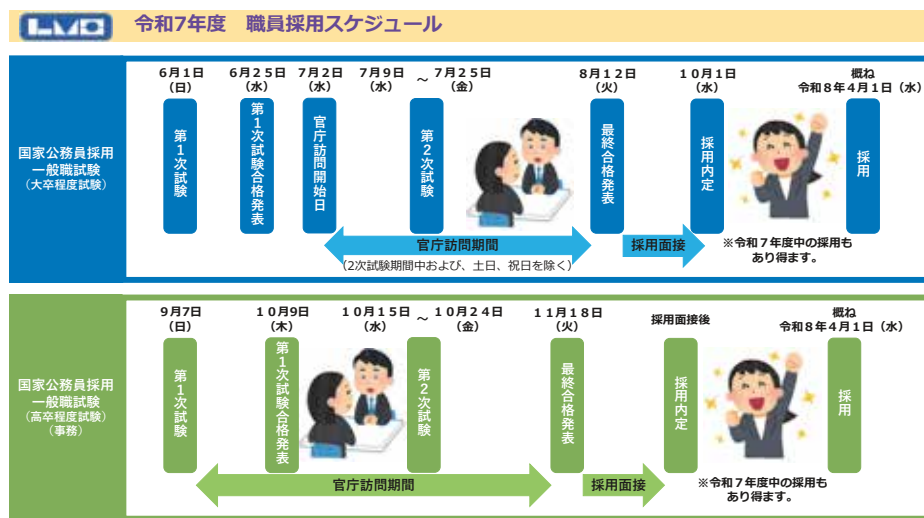 LMO 令和7年度　職員採用スケジュール
国家公務員採用
一般職試験
（大卒程度試験）
６月１日
（日）
第１次試験
６月２５日
（水）
第１次試験合格発表
７月２日
（水）
官庁訪問開始日
７月９日 ～ ７月２５日
（水） （金）
第２次試験
８月１２日
（火）
最終合格発表
１０月１日
（水）
採用内定
概ね
令和８年４月１日（水）
採用
官庁訪問期間
（2次試験期間中および、土日、祝日を除く）
採用面接
※令和７年度中の採用も
あり得ます。
国家公務員採用
一般職試験
（高卒程度試験）
（事務）
９月7日
（日）
第１次試験
１０月9日
（木）
第１次試験合格発表
１０月１５日 ～ １０月２４日
（水） （金）
第２次試験
１１月１８日
（火）
最終合格発表
採用面接後
採用内定
概ね
令和８年４月１日（水）
採用
官庁訪問期間
採用面接
※令和７年度中の採用も
あり得ます。